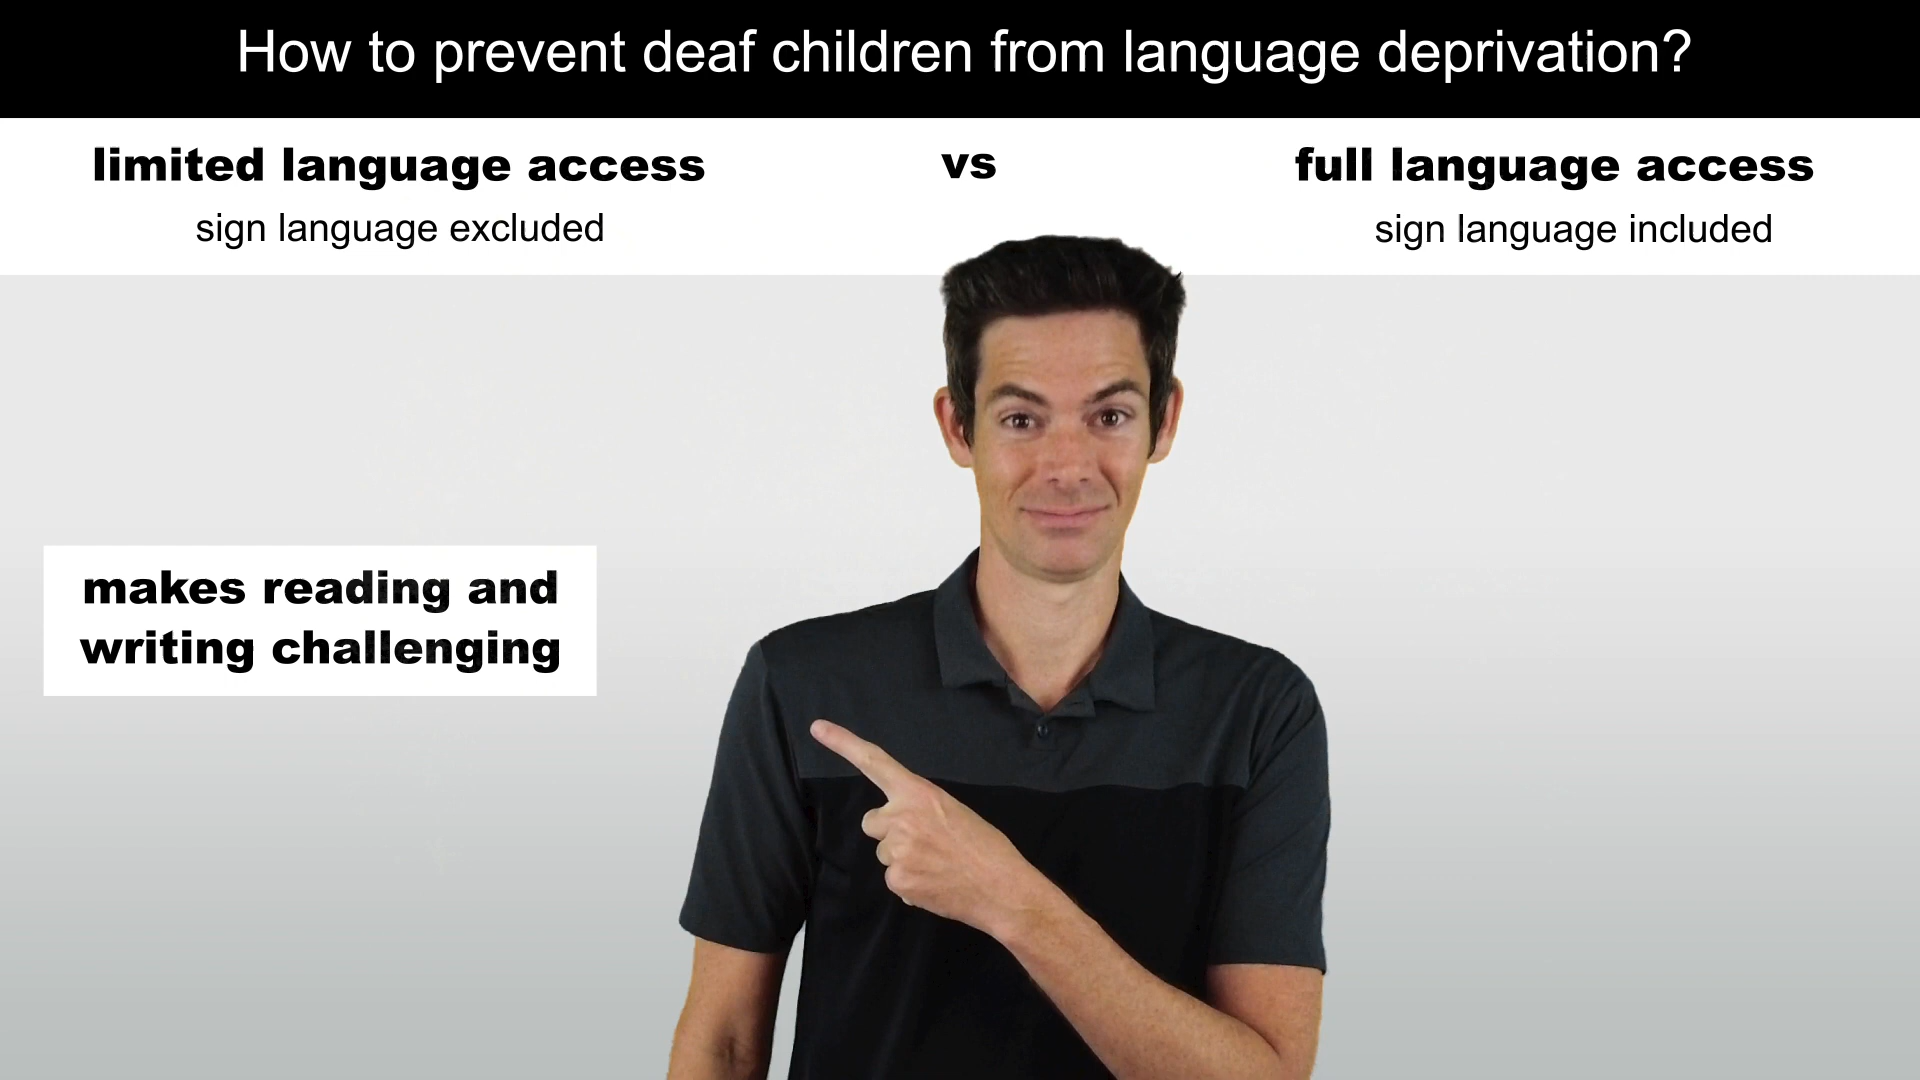 How to prevent deaf children from language deprivation?
limited language access
vs
full language access
sign language excluded
sign language included
makes reading and
writing challenging